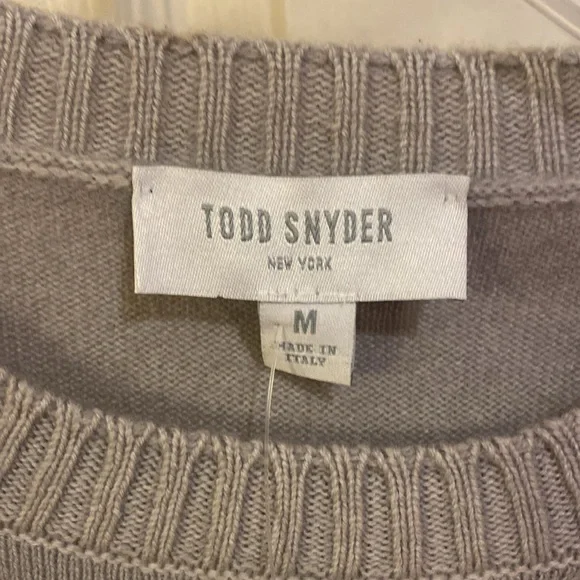 TODD SNYDER
NEW YORK
M
MADE IN
ITALY